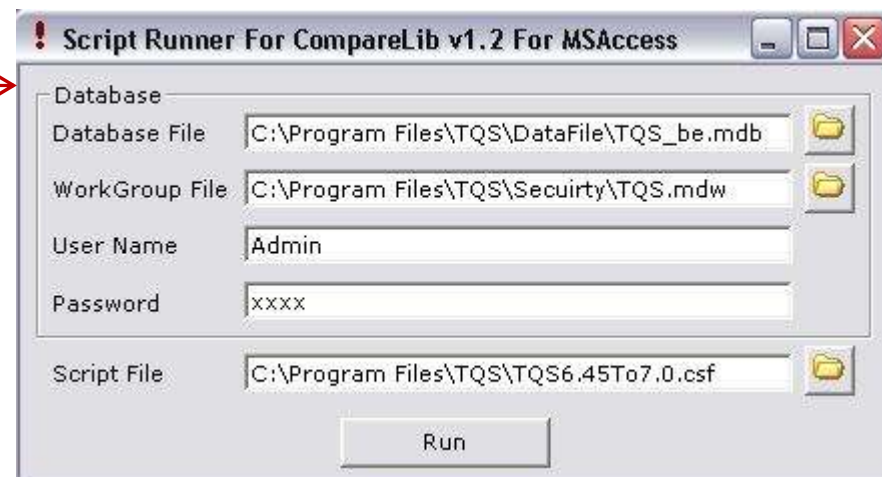 Script Runner For CompareLib v1.2 For MSAccess
Database
Database File C:\Program Files\TQS\DataFile\TQS_be.mdb
WorkGroup File C:\Program Files\TQS\Secuirty\TQS.mdw
User Name Admin
Password xxxx
Script File C:\Program Files\TQS\TQS6.45To7.0.csf
Run